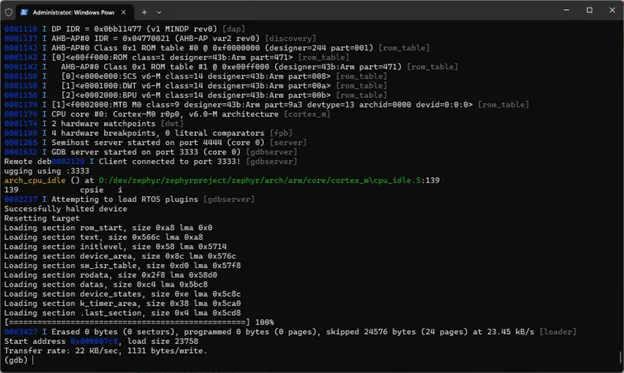 Administrator: Windows Powe
0001110 I DP IDR = 0x0bb11477 (v1 MINDP rev0) [dap]
0001137 I AHB-AP#0 IDR = 0x04770021 (AHB-AP var2 rev0) [discovery]
0001142 I AHB-AP#0 Class 0x1 ROM table #0 @ 0xf0000000 (designer=244 part=001) [rom_table]
0001158 I [0]<e00ff000:ROM class=1 designer=43b:Arm part=471> [rom_table]
0001158 I   AHB-AP#0 Class 0x1 ROM table #1 @ 0xe00ff000 (designer=43b:Arm part=471) [rom_table]
0001158 I   [0]<e000e000:SCS v6-M class=14 designer=43b:Arm part=008> [rom_table]
0001174 I   [1]<e0001000:DWT v6-M class=14 designer=43b:Arm part=00a> [rom_table]
0001174 I   [2]<e0002000:BPU v6-M class=14 designer=43b:Arm part=00b> [rom_table]
0001174 I [1]<f0002000:MTB M0 class=9 designer=43b:Arm part=9a3 devtype=13 archid=0000 devid=0:0:0> [rom_table]
0001174 I CPU core #0: Cortex-M0 r0p0, v6.0-M architecture [cortex_m]
0001174 I 2 hardware watchpoints [dwt]
0001189 I 4 hardware breakpoints, 0 literal comparators [fpb]
0001205 I Semihost server started on port 4444 (core 0) [server]
0001632 I GDB server started on port 3333 (core 0) [gdbserver]
Remote deb0002126 I Client connected to port 3333! [gdbserver]
ugging using :3333
arch_cpu_idle () at D:/dev/zephyr/zephyrproject/zephyr/arch/arm/core/cortex_m\cpu_idle.S:139
139             cpsie   i
0002237 I Attempting to load RTOS plugins [gdbserver]
Successfully halted device
Resetting target
Loading section rom_start, size 0xa8 lma 0x0
Loading section text, size 0x566c lma 0xa8
Loading section initlevel, size 0x58 lma 0x5714
Loading section device_area, size 0x8c lma 0x576c
Loading section sw_isr_table, size 0xd0 lma 0x57f8
Loading section rodata, size 0x2f8 lma 0x58d0
Loading section datas, size 0xc4 lma 0x5bc8
Loading section device_states, size 0xe lma 0x5c8c
Loading section k_timer_area, size 0x38 lma 0x5ca0
Loading section .last_section, size 0x4 lma 0x5cd8
[==================================================] 100%
0003427 I Erased 0 bytes (0 sectors), programmed 0 bytes (0 pages), skipped 24576 bytes (24 pages) at 23.45 kB/s [loader]
Start address 0x000007c8, load size 23758
Transfer rate: 22 KB/sec, 1131 bytes/write.
(gdb)